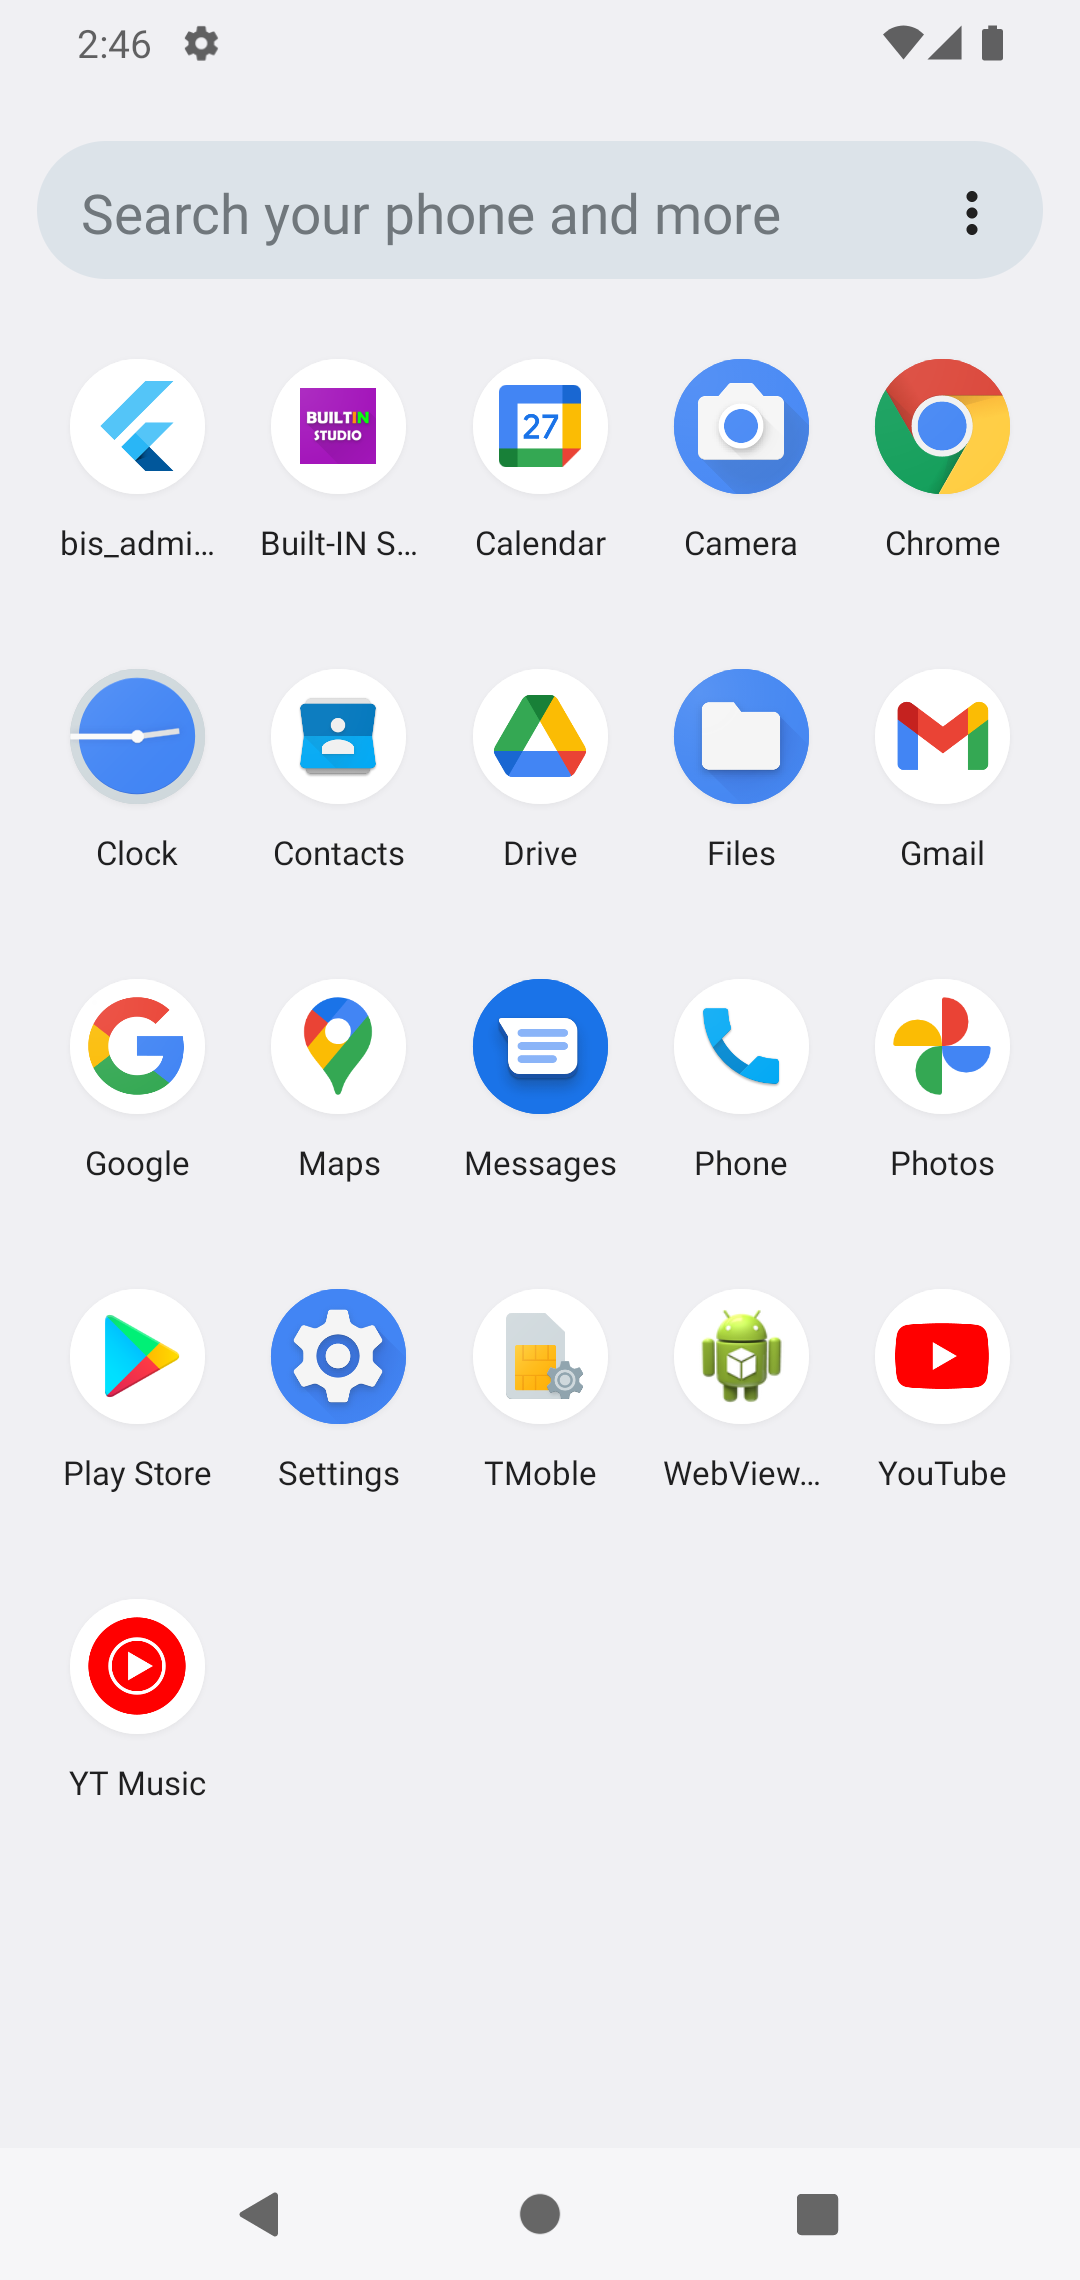 2:46
Search your phone and more
BUILTIN
STUDIO
27
bis_admi...
Built-IN S...
Calendar
Camera
Chrome
Clock
Contacts
Drive
Files
Gmail
Google
Maps
Messages
Phone
Photos
Play Store
Settings
TMoble
WebView...
YouTube
YT Music